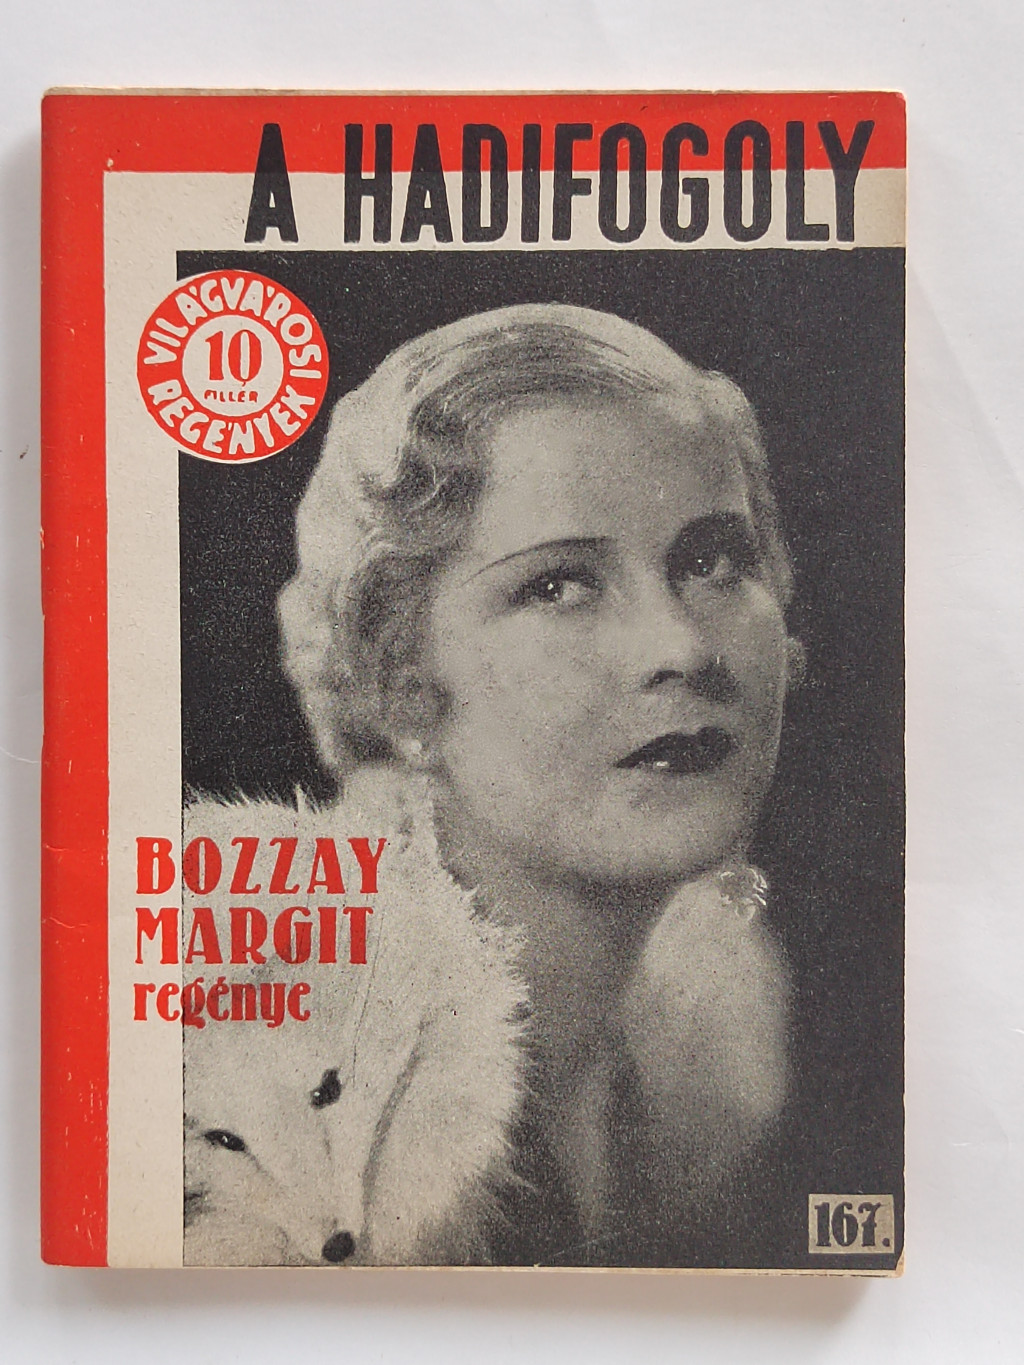 A HADIFOGOLY
VILÁGVÁROSI
REGÉNYEK
10
FILLÉR
BOZZAY
MARGIT
regénye
167.